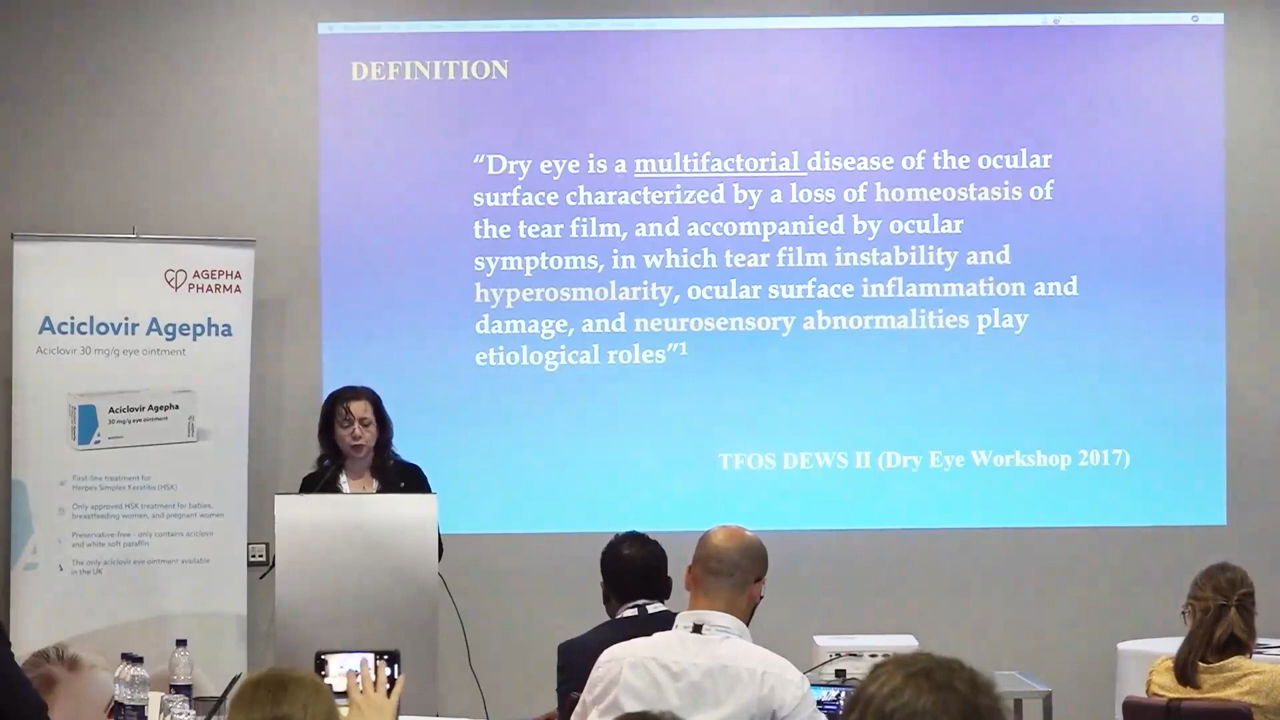 DEFINITION
“Dry eye is a multifactorial disease of the ocular
surface characterized by a loss of homeostasis of
the tear film, and accompanied by ocular
symptoms, in which tear film instability and
hyperosmolarity, ocular surface inflammation and
damage, and neurosensory abnormalities play
etiological roles”¹
TFOS DEWS II (Dry Eye Workshop 2017)
AGEPHA
PHARMA
Aciclovir Agepha
Aciclovir 30 mg/g eye ointment
Aciclovir Agepha
30 mg/g eye ointment
First-line treatment for
Herpes Simplex Keratitis (HSK)
Only approved HSK treatment for babies,
breastfeeding women, and pregnant women
Preservative-free - only contains aciclovir
and white soft paraffin
The only aciclovir eye ointment available
in the UK